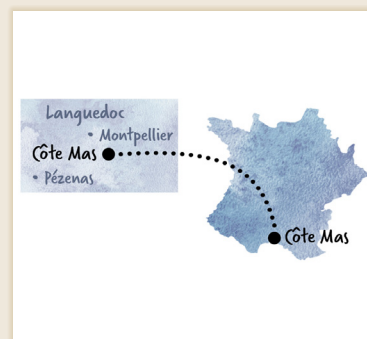 Languedoc
• Montpellier
Côte Mas
• Pézenas
Côte Mas